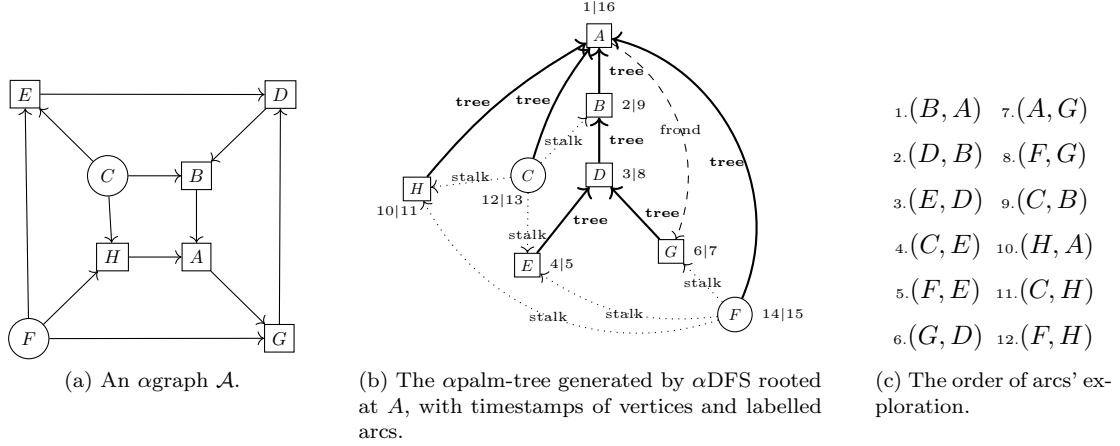 E
D
C
B
H
A
F
G
(a) An αgraph 𝒜.
1|16
A
tree
tree
tree
B
2|9
frond
stalk
tree
tree
H
stalk
C
D
3|8
10|11
12|13
tree
tree
stalk
E
4|5
G
6|7
stalk
stalk
stalk
F
14|15
(b) The αpalm-tree generated by αDFS rooted
at A, with timestamps of vertices and labelled
arcs.
1.(B, A) 7.(A, G)
2.(D, B) 8.(F, G)
3.(E, D) 9.(C, B)
4.(C, E) 10.(H, A)
5.(F, E) 11.(C, H)
6.(G, D) 12.(F, H)
(c) The order of arcs' ex-
ploration.